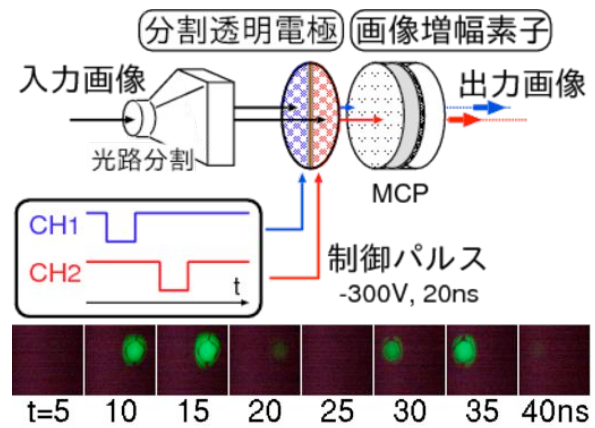 分割透明電極 画像増幅素子
入力画像
出力画像
光路分割
MCP
CH1
CH2
t
制御パルス
-300V, 20ns
t=5 10 15 20 25 30 35 40ns